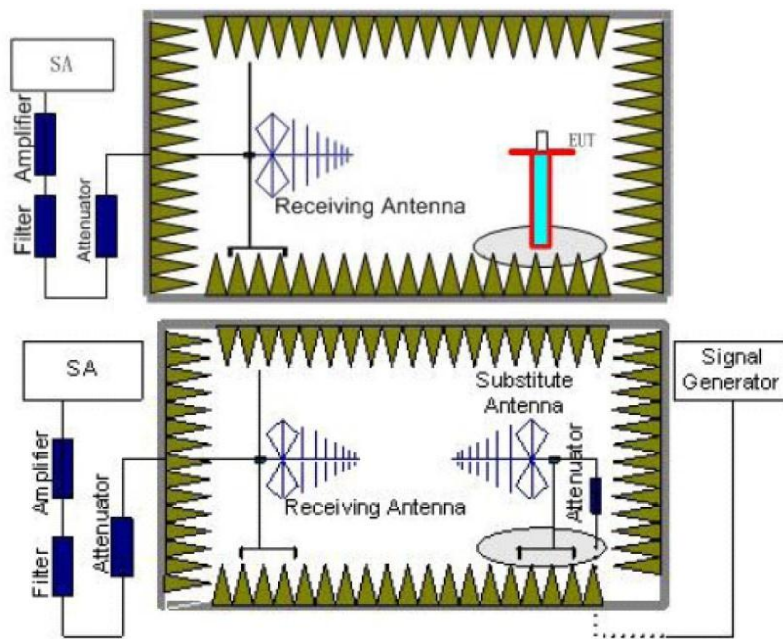 SA
Amplifier
Filter
Attenuator
Receiving Antenna
EUT
SA
Amplifier
Filter
Attenuator
Receiving Antenna
Substitute
Antenna
Attenuator
Signal
Generator